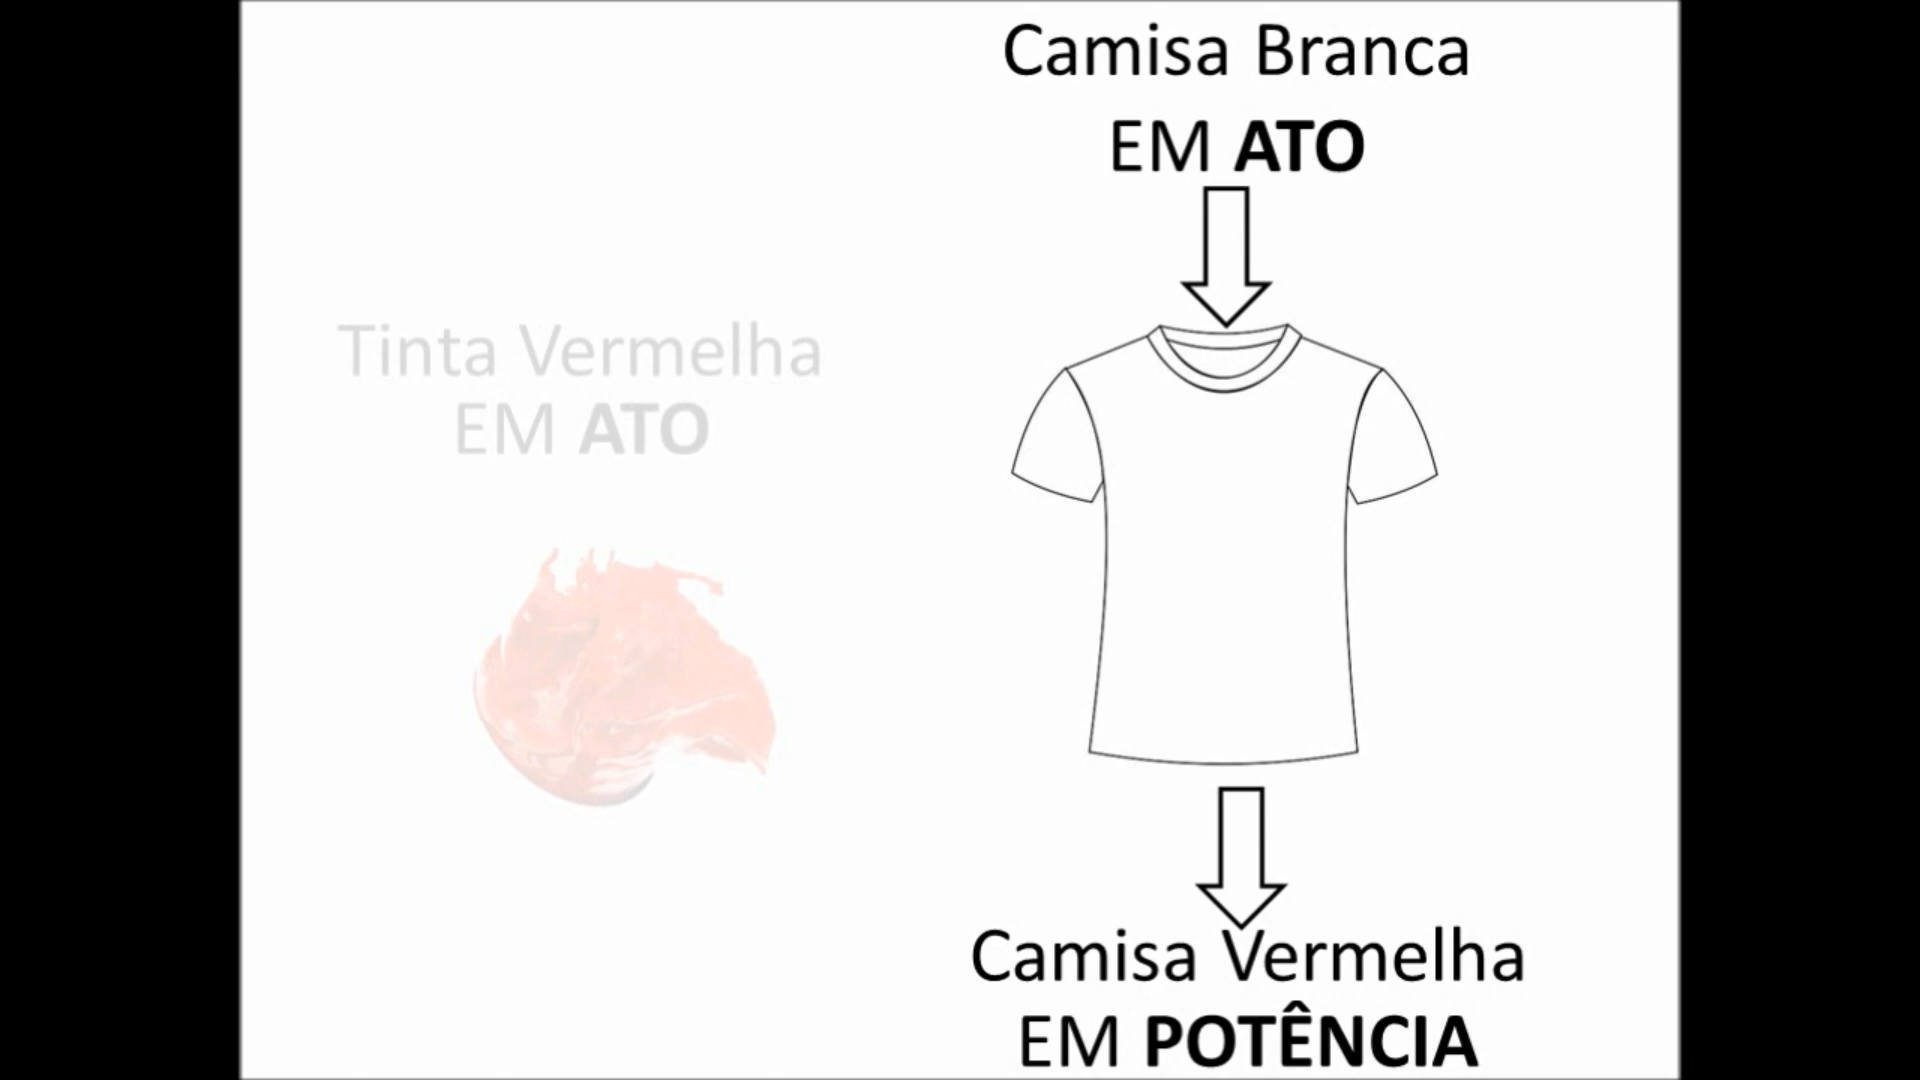 Camisa Branca
EM ATO
Tinta Vermelha
EM ATO
Camisa Vermelha
EM POTÊNCIA